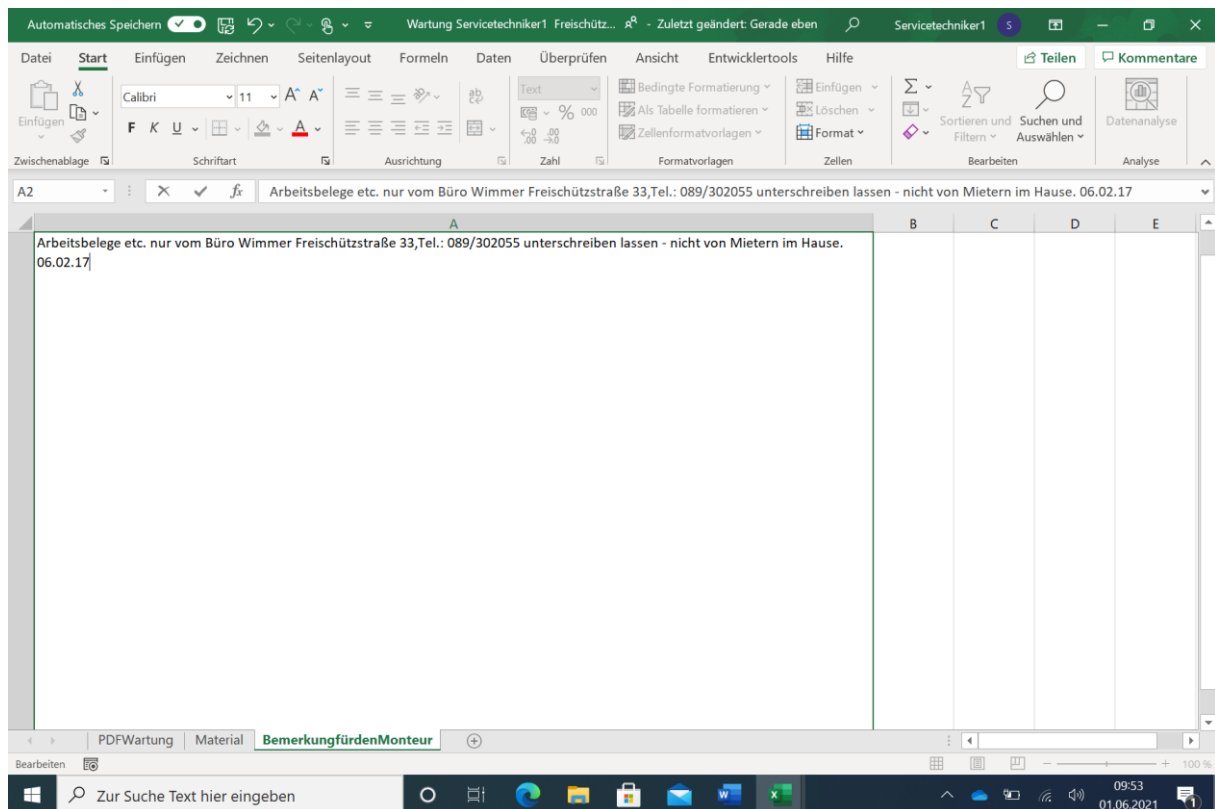 Automatisches Speichern Wartung Servicetechniker1 Freischütz... - Zuletzt geändert: Gerade eben Servicetechniker1 S
Datei Start Einfügen Zeichnen Seitenlayout Formeln Daten Überprüfen Ansicht Entwicklertools Hilfe Teilen Kommentare
Calibri 11 Text Bedingte Formatierung Einfügen
Einfügen % 000 Als Tabelle formatieren Löschen Sortieren und Filtern Suchen und Auswählen Datenanalyse
F K U Zellenformatvorlagen Format
Zwischenablage Schriftart Ausrichtung Zahl Formatvorlagen Zellen Bearbeiten Analyse
A2 fx Arbeitsbelege etc. nur vom Büro Wimmer Freischützstraße 33,Tel.: 089/302055 unterschreiben lassen - nicht von Mietern im Hause. 06.02.17
A B C D E
Arbeitsbelege etc. nur vom Büro Wimmer Freischützstraße 33,Tel.: 089/302055 unterschreiben lassen - nicht von Mietern im Hause.
06.02.17
PDFWartung Material BemerkungfürdenMonteur
Bearbeiten 100 %
Zur Suche Text hier eingeben 09:53
01.06.2021 1